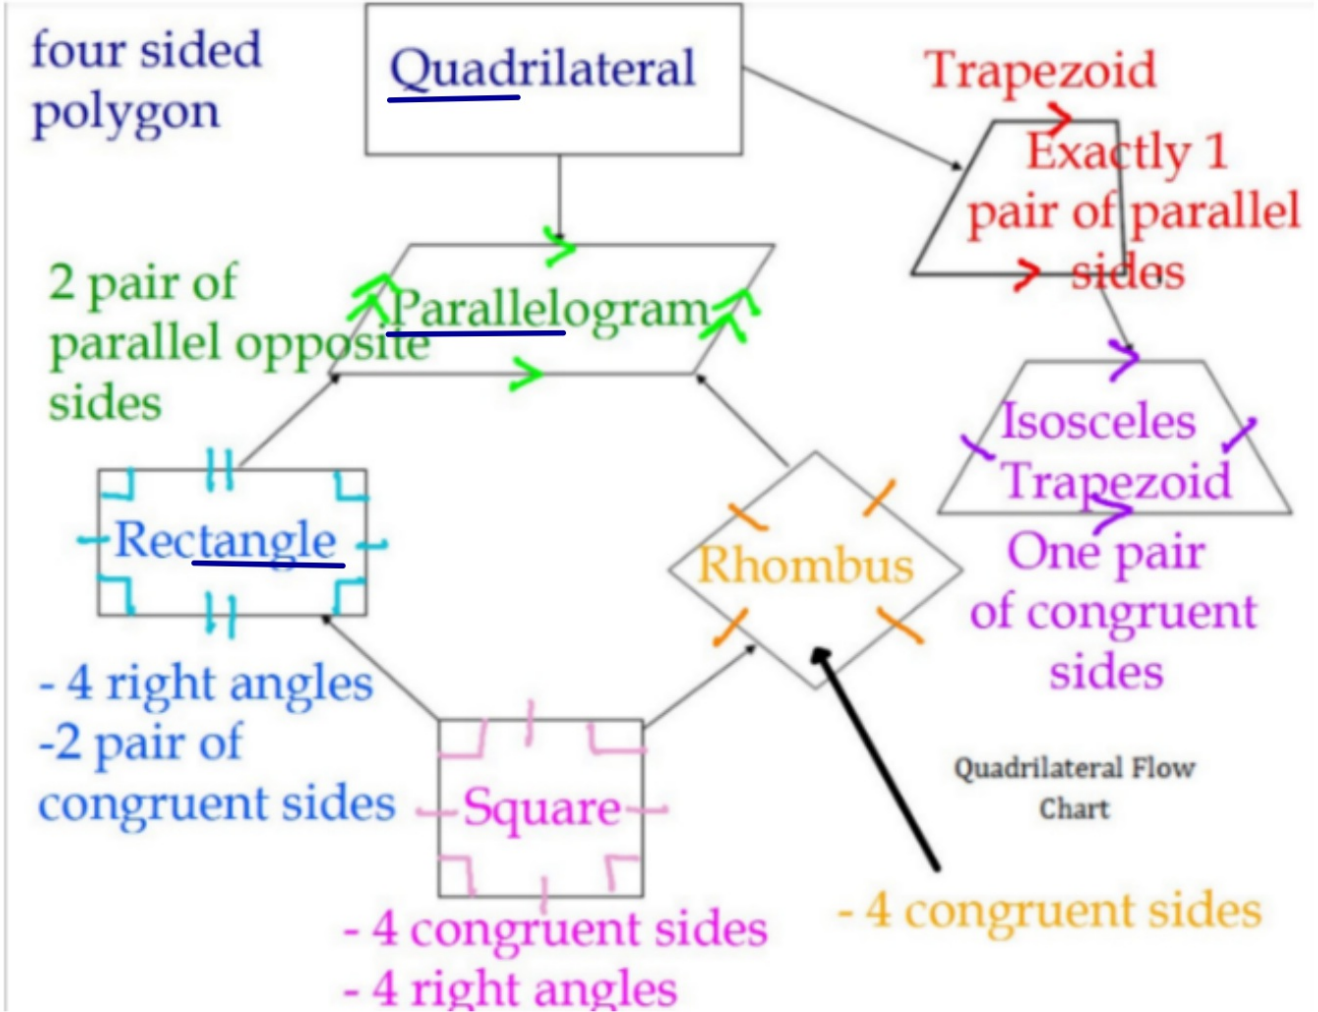 four sided
polygon
Quadrilateral
Trapezoid
Exactly 1
pair of parallel
sides
2 pair of
parallel opposite
sides
Parallelogram
Isosceles
Trapezoid
One pair
of congruent
sides
Rectangle
- 4 right angles
-2 pair of
congruent sides
Rhombus
- 4 congruent sides
Square
- 4 congruent sides
- 4 right angles
Quadrilateral Flow
Chart